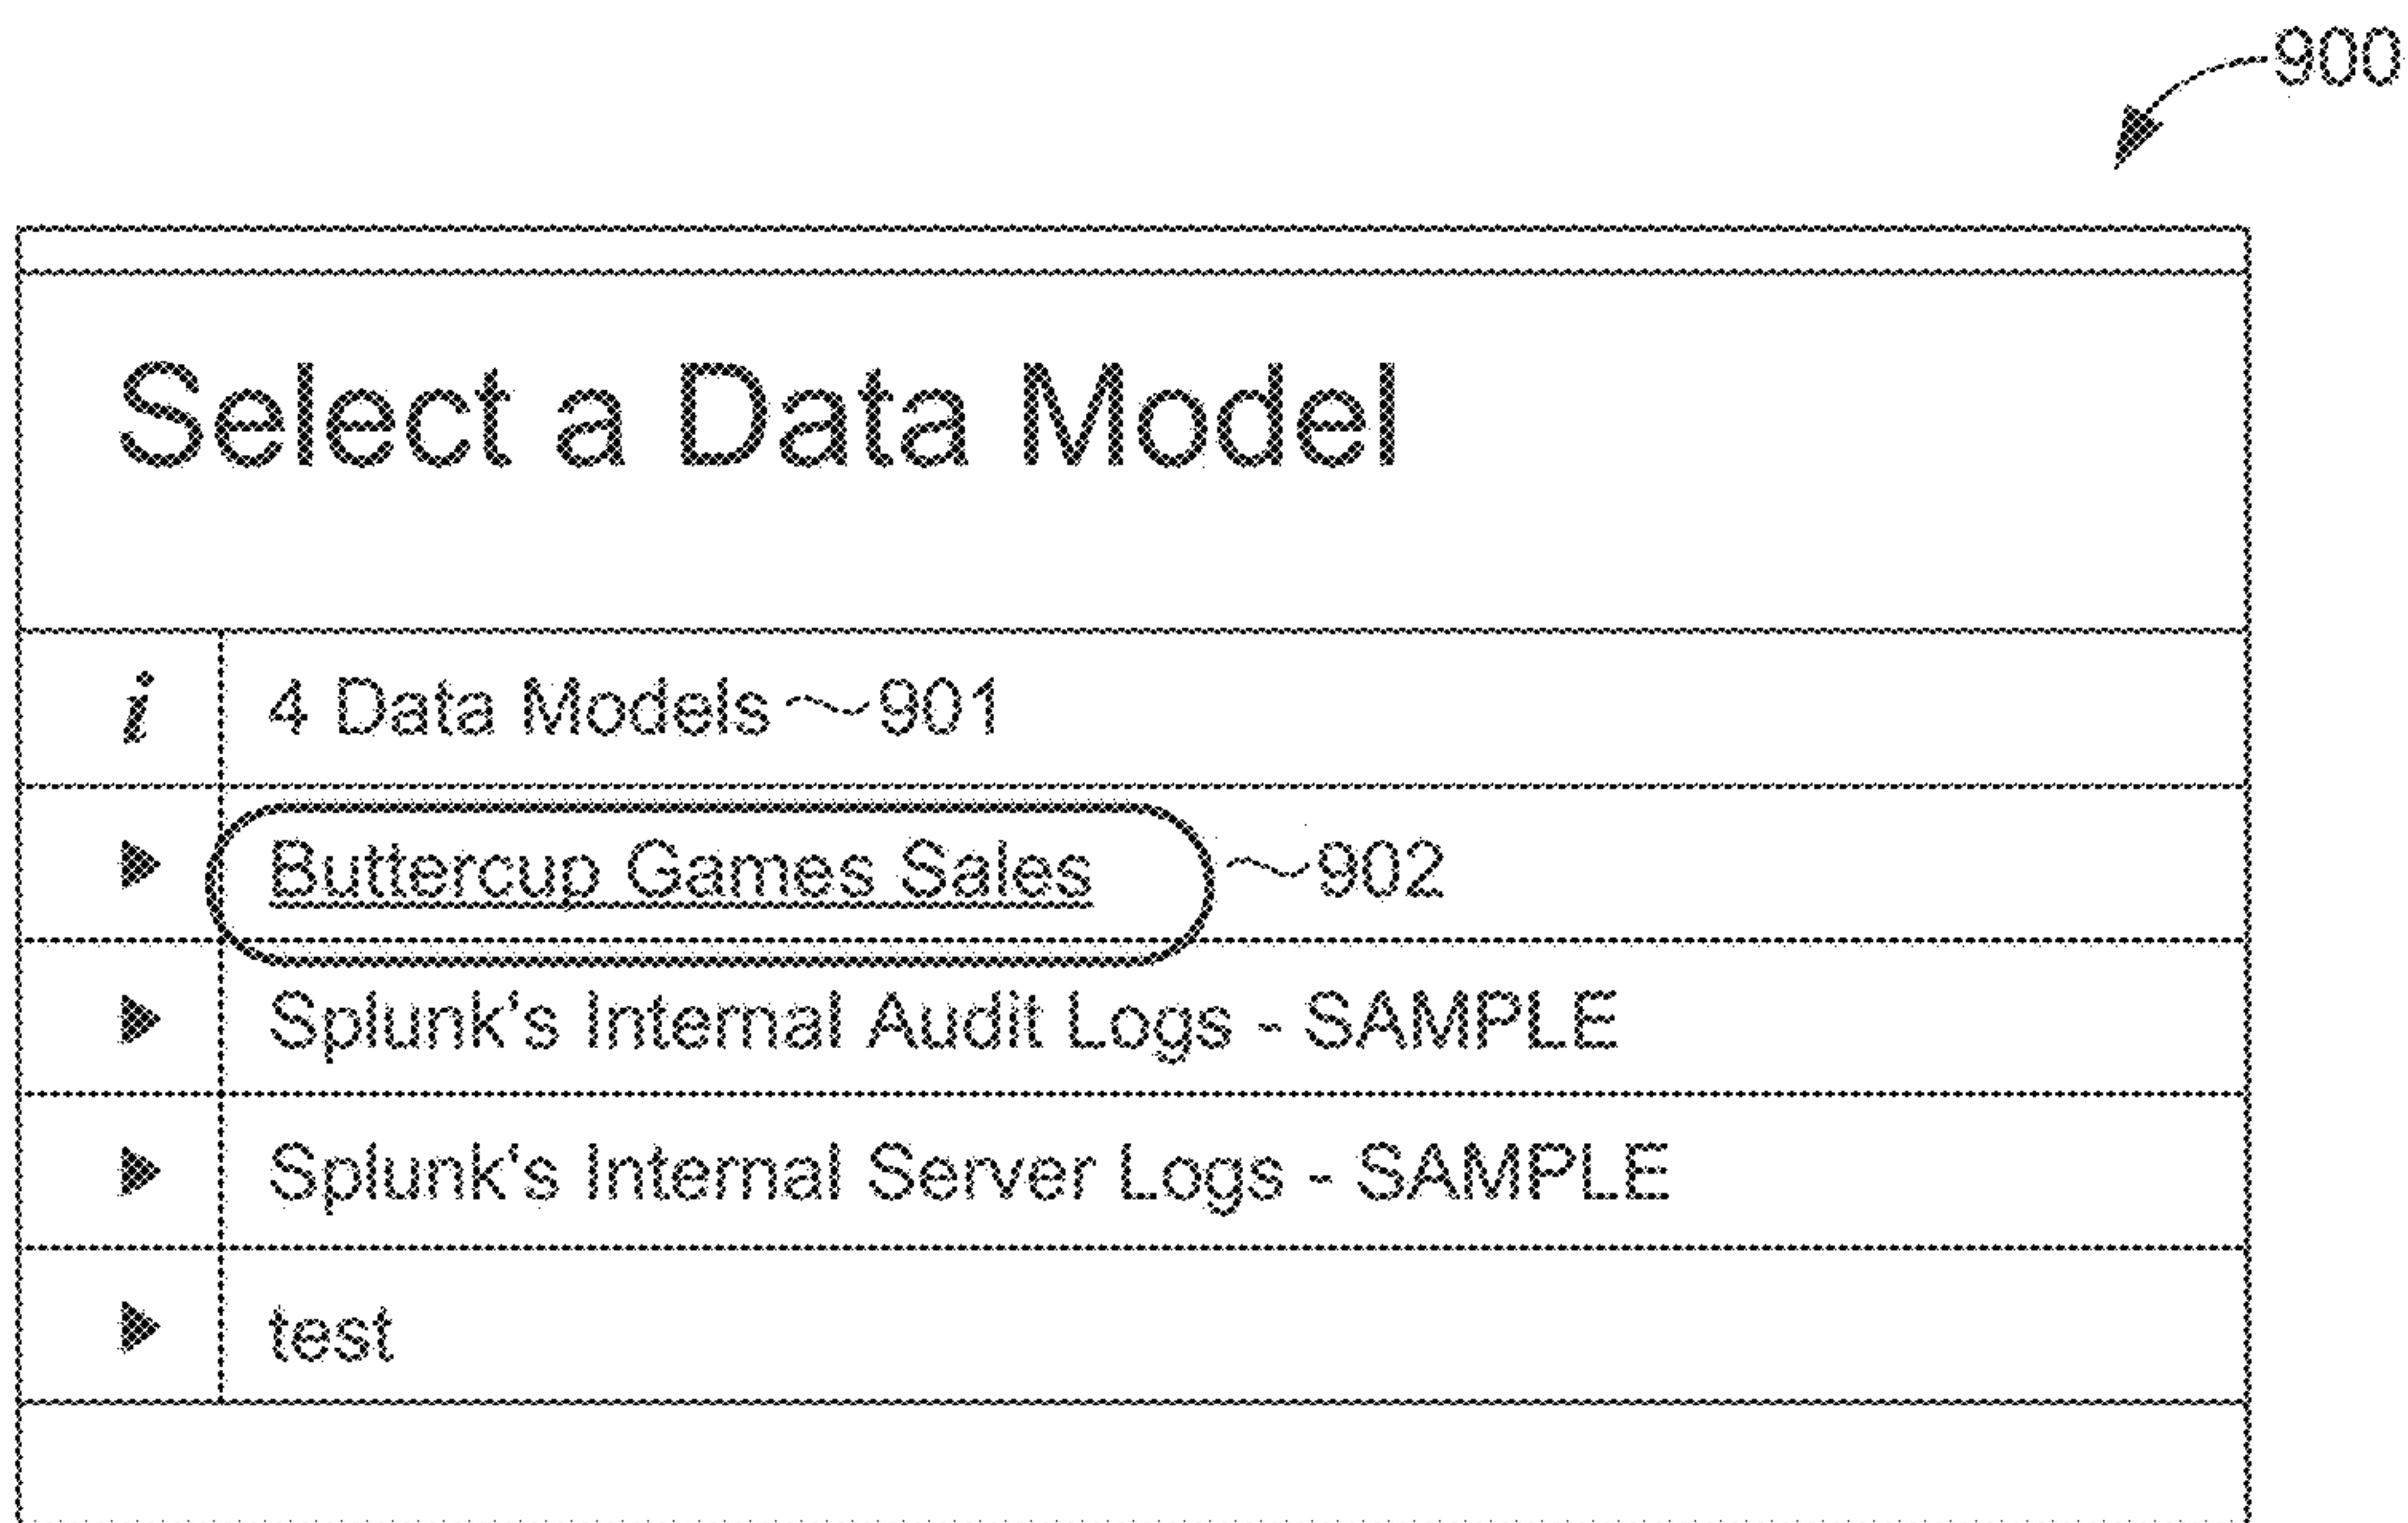 900
Select a Data Model
i 4 Data Models 901
Buttercup Games Sales 902
Splunk's Internal Audit Logs - SAMPLE
Splunk's Internal Server Logs - SAMPLE
test